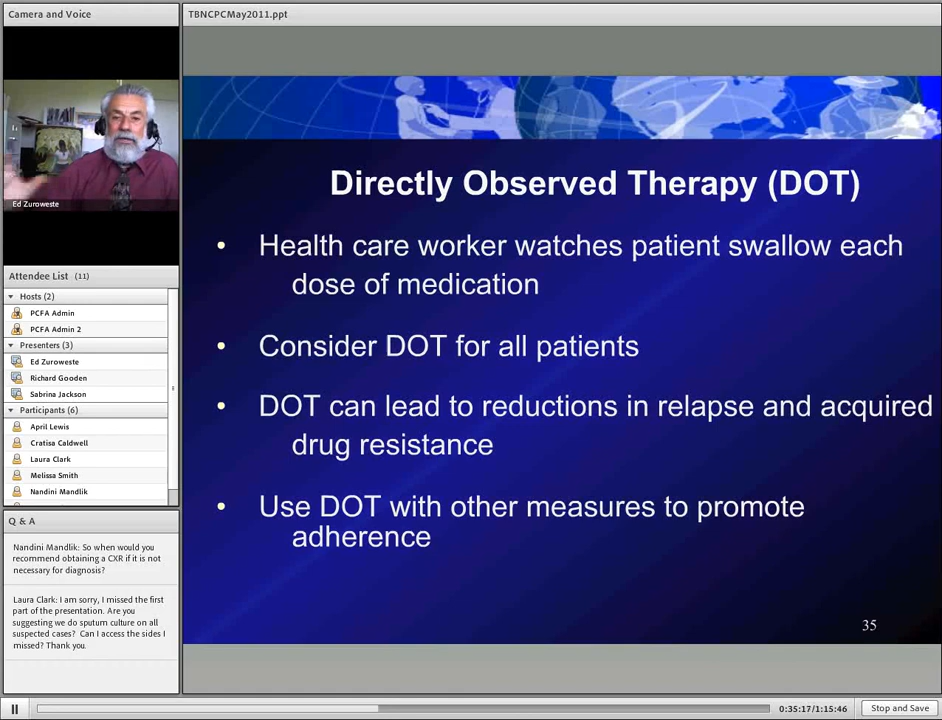 Camera and Voice
TBNCPCMay2011.ppt
Ed Zuroweste
Attendee List (11)
Hosts (2)
PCFA Admin
PCFA Admin 2
Presenters (3)
Ed Zuroweste
Richard Gooden
Sabrina Jackson
Participants (6)
April Lewis
Cratisa Caldwell
Laura Clark
Melissa Smith
Nandini Mandlik
Q & A
Nandini Mandlik: So when would you
recommend obtaining a CXR if it is not
necessary for diagnosis?
Laura Clark: I am sorry, I missed the first
part of the presentation. Are you
suggesting we do sputum culture on all
suspected cases? Can I access the sides I
missed? Thank you.
Directly Observed Therapy (DOT)
• Health care worker watches patient swallow each
dose of medication
• Consider DOT for all patients
• DOT can lead to reductions in relapse and acquired
drug resistance
• Use DOT with other measures to promote
adherence
35
0:35:17/1:15:46
Stop and Save